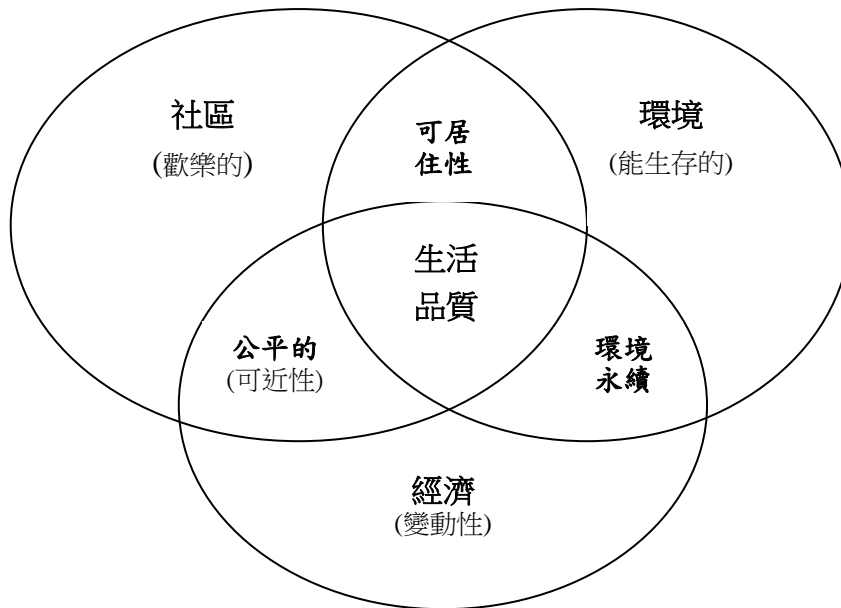 社區
(歡樂的)
可居
住性
環境
(能生存的)
生活
品質
公平的
(可近性)
環境
永續
經濟
(變動性)